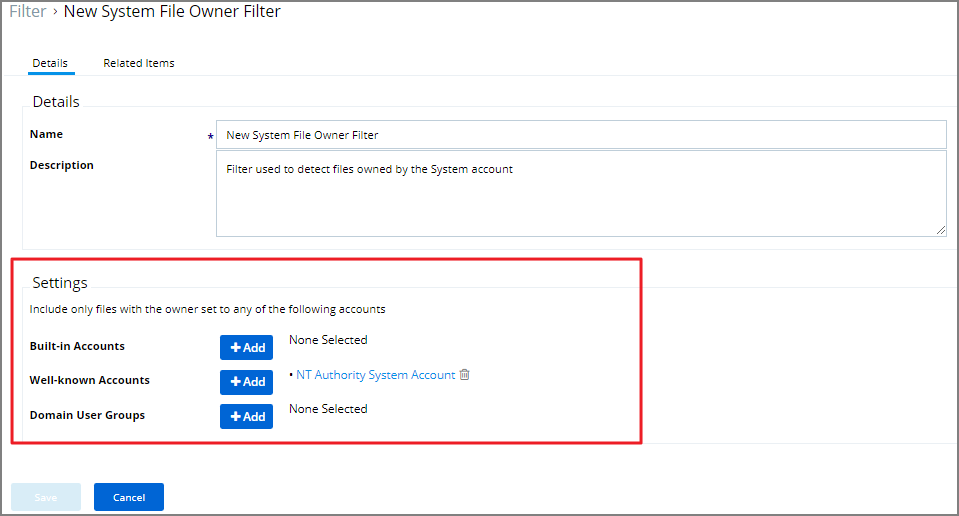 Filter › New System File Owner Filter
Details Related Items
Details
Name * New System File Owner Filter
Description Filter used to detect files owned by the System account
Settings
Include only files with the owner set to any of the following accounts
Built-in Accounts + Add None Selected
Well-known Accounts + Add • NT Authority System Account
Domain User Groups + Add None Selected
Save Cancel